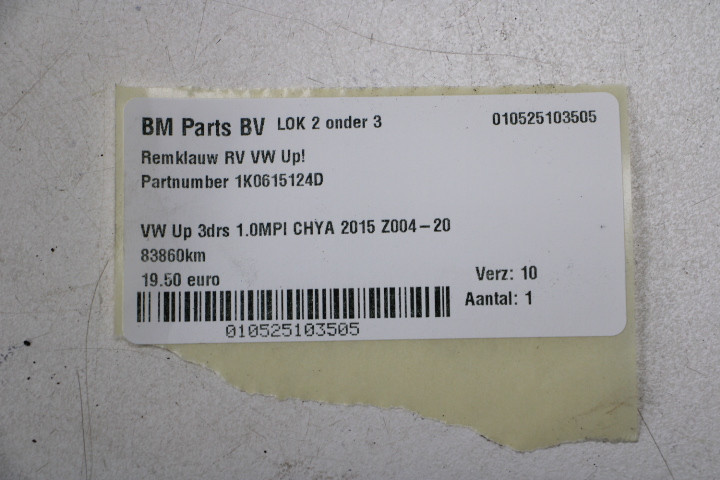 BM Parts BV LOK 2 onder 3 010525103505
Remklauw RV VW Up!
Partnumber 1K0615124D
VW Up 3drs 1.0MPI CHYA 2015 Z004-20
83860km
19.50 euro Verz: 10
Aantal: 1
010525103505